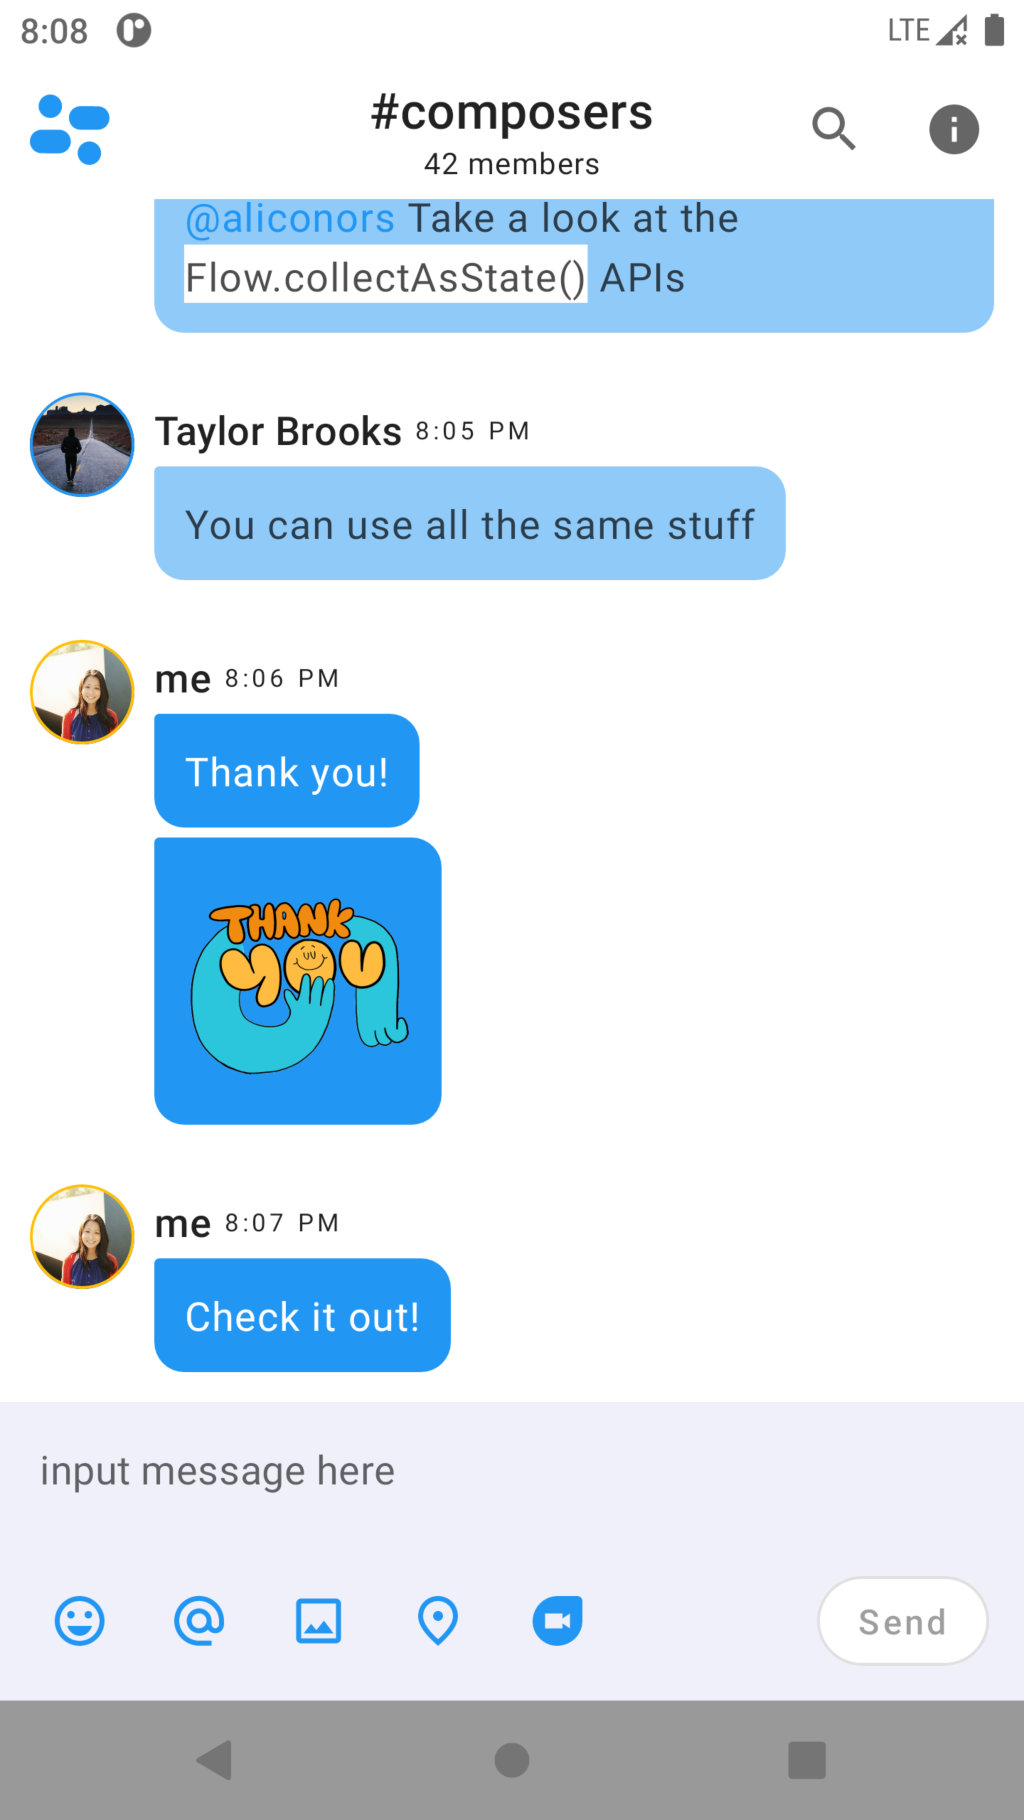 8:08
LTE
#composers
42 members
@aliconors Take a look at the
Flow.collectAsState() APIs
Taylor Brooks 8:05 PM
You can use all the same stuff
me 8:06 PM
Thank you!
THANK
YOU
me 8:07 PM
Check it out!
input message here
Send